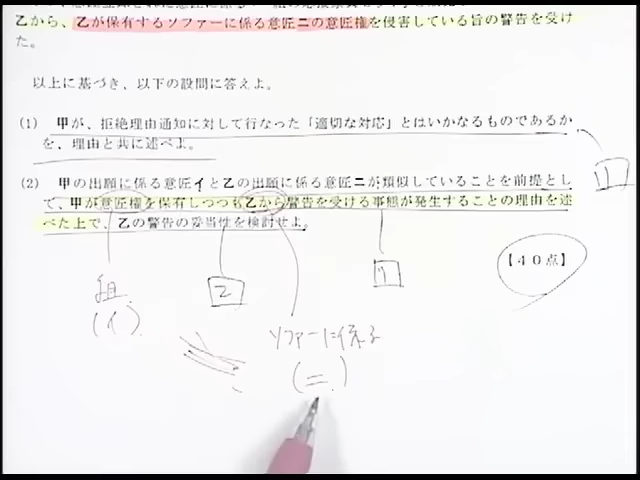 乙から、乙が保有するソファーに係る意匠ニの意匠権を侵害している旨の警告を受け
た。
以上に基づき、以下の設問に答えよ。
(1) 甲が、拒絶理由通知に対して行なった「適切な対応」とはいかなるものであるか
を、理由と共に述べよ。
1
(2) 甲の出願に係る意匠イと乙の出願に係る意匠ニが類似していることを前提とし
て、甲が意匠権を保有しつつも乙から警告を受ける事態が発生することの理由を述
べた上で、乙の警告の妥当性を検討せよ。
【40点】
組 2 1
(イ)
ソファーに係る
(ニ)